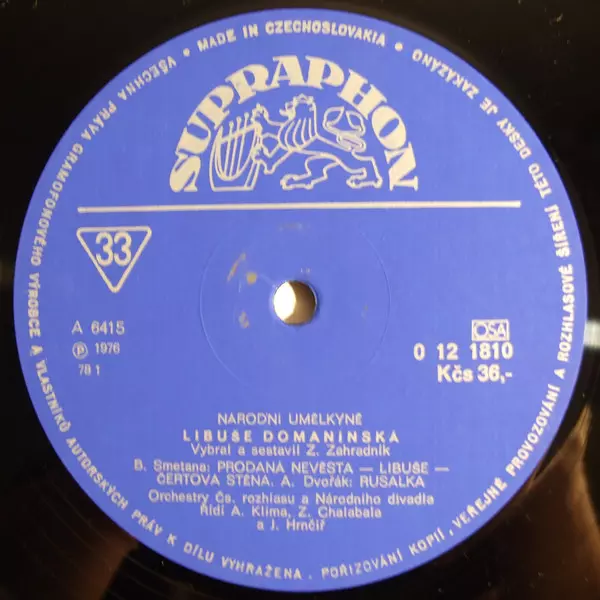 VŠECHNA PRÁVA GRAMOFONOVÉHO VÝROBCE A VLASTNÍKŮ AUTORSKÝCH PRÁV K DÍLU VYHRAŽENA. POŘIZOVÁNÍ KOPIÍ, VEŘEJNÉ PROVOZOVÁNÍ A ROZHLASOVÉ ŠÍŘENÍ TÉTO DESKY JE ZAKÁZÁNO • MADE IN CZECHOSLOVAKIA •
SUPRAPHON
33
A 6415
Ⓟ 1976
78 1
OSA
0 12 1810
Kčs 36,-
NÁRODNÍ UMĚLKYNĚ
LIBUŠE DOMANÍNSKÁ
Vybral a sestavil Z. Zahradník
B. Smetana: PRODANÁ NEVĚSTA — LIBUŠE —
ČERTOVA STĚNA. A. Dvořák: RUSALKA
Orchestry Čs. rozhlasu a Národního divadla
Řídí A. Klíma, Z. Chalabala
a J. Hrnčíř